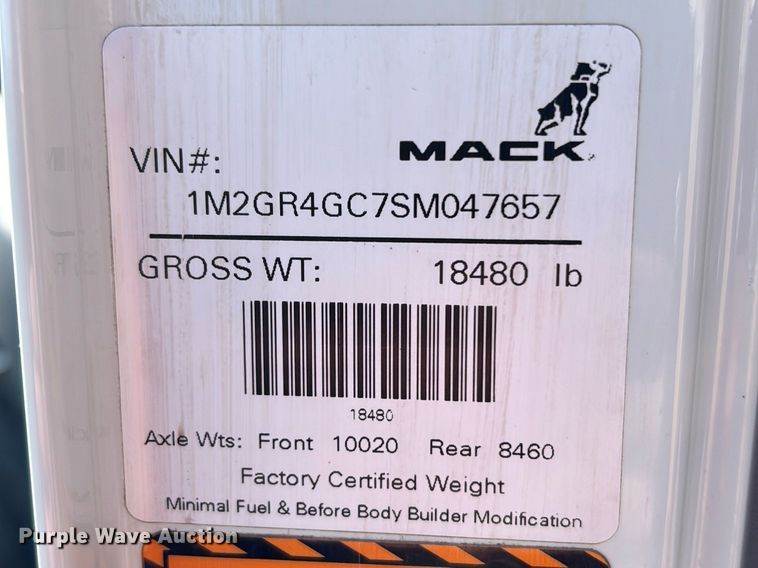 MACK
VIN#:
1M2GR4GC7SM047657
GROSS WT: 18480 lb
18480
Axle Wts: Front 10020 Rear 8460
Factory Certified Weight
Minimal Fuel & Before Body Builder Modification
Purple Wave Auction